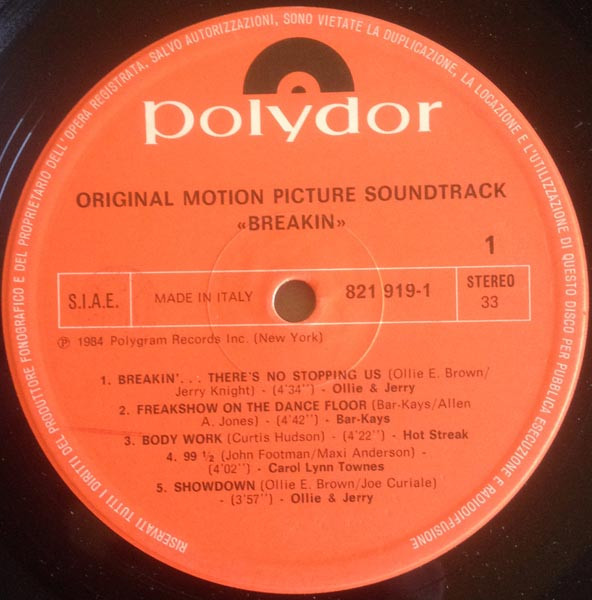 RISERVATI TUTTI I DIRITTI DEL PRODUTTORE FONOGRAFICO E DEL PROPRIETARIO DELL'OPERA REGISTRATA. SALVO AUTORIZZAZIONI, SONO VIETATE LA DUPLICAZIONE, LA LOCAZIONE E L'UTILIZZAZIONE DI QUESTO DISCO PER PUBBLICA ESECUZIONE E RADIODIFFUSIONE
polydor
ORIGINAL MOTION PICTURE SOUNDTRACK
«BREAKIN»
1
S.I.A.E. MADE IN ITALY 821 919-1 STEREO
33
℗ 1984 Polygram Records Inc. (New York)
1. BREAKIN'... THERE'S NO STOPPING US (Ollie E. Brown/
Jerry Knight) - (4'34'') - Ollie & Jerry
2. FREAKSHOW ON THE DANCE FLOOR (Bar-Kays/Allen
A. Jones) - (4'42'') - Bar-Kays
3. BODY WORK (Curtis Hudson) - (4'22'') - Hot Streak
4. 99 ½ (John Footman/Maxi Anderson) -
- (4'02'') - Carol Lynn Townes
5. SHOWDOWN (Ollie E. Brown/Joe Curiale) -
- (3'57'') - Ollie & Jerry